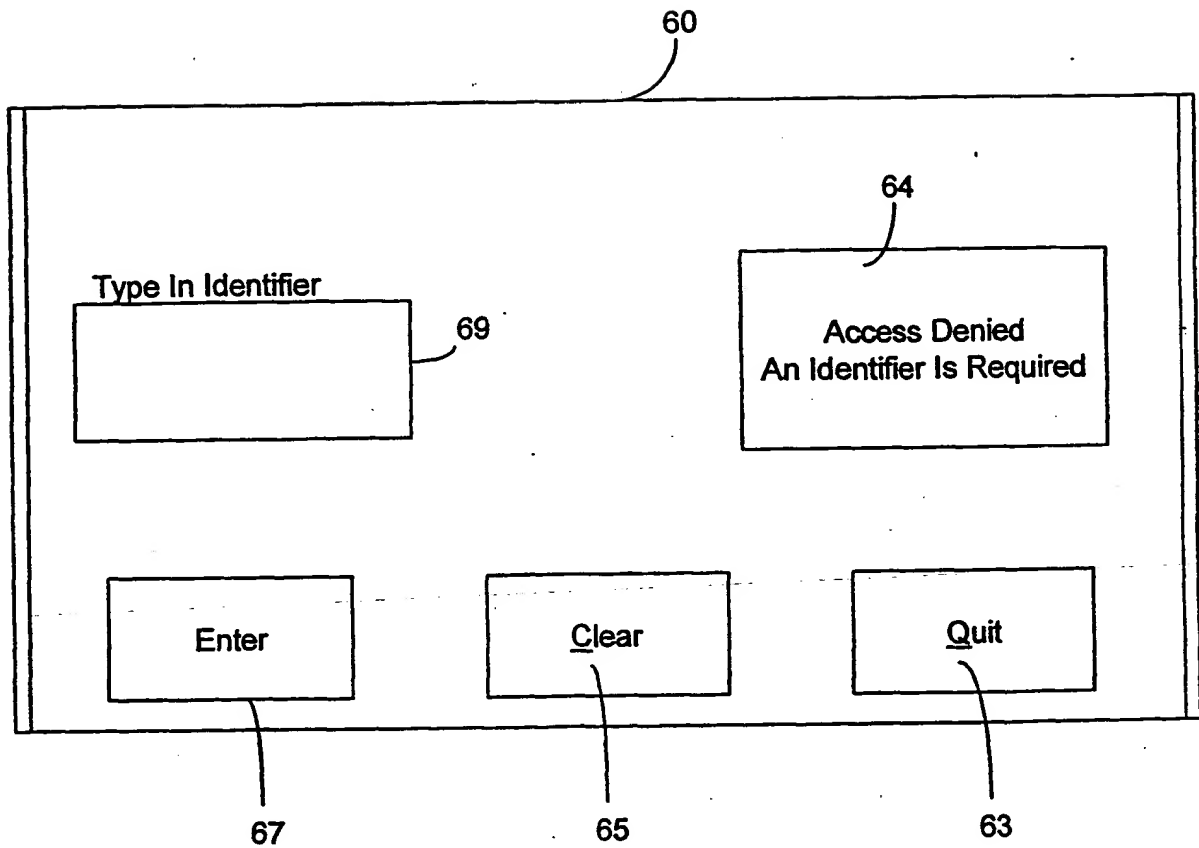 60
64
Type In Identifier
69
Access Denied
An Identifier Is Required
Enter
Clear
Quit
67
65
63